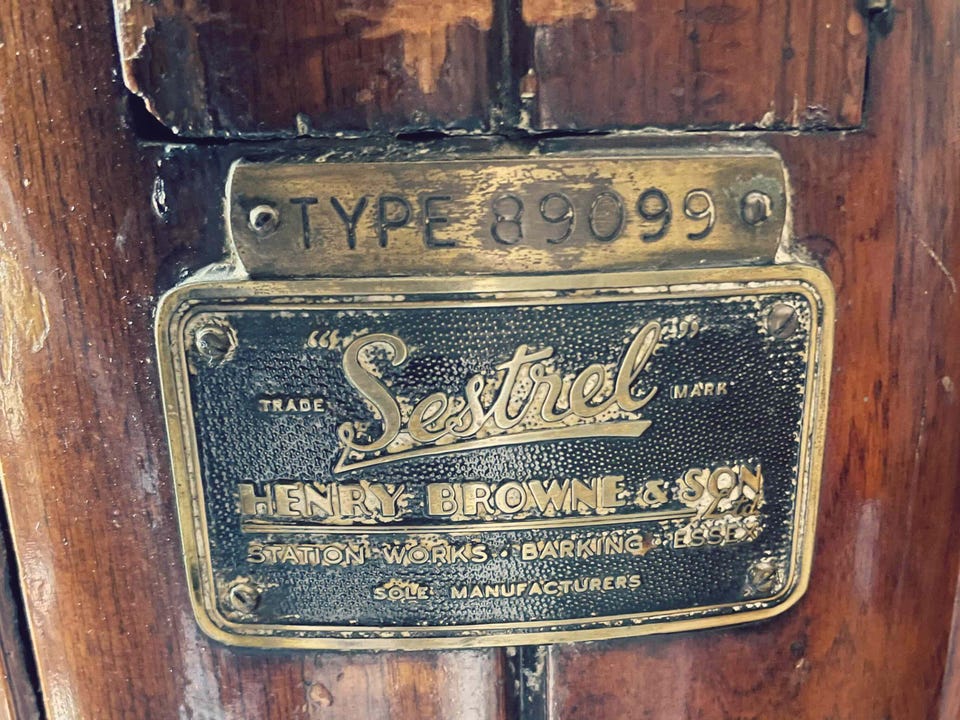 TYPE 89099
"Sestrel"
TRADE MARK
HENRY BROWNE & SON Ltd
STATION WORKS · BARKING · ESSEX
SOLE MANUFACTURERS